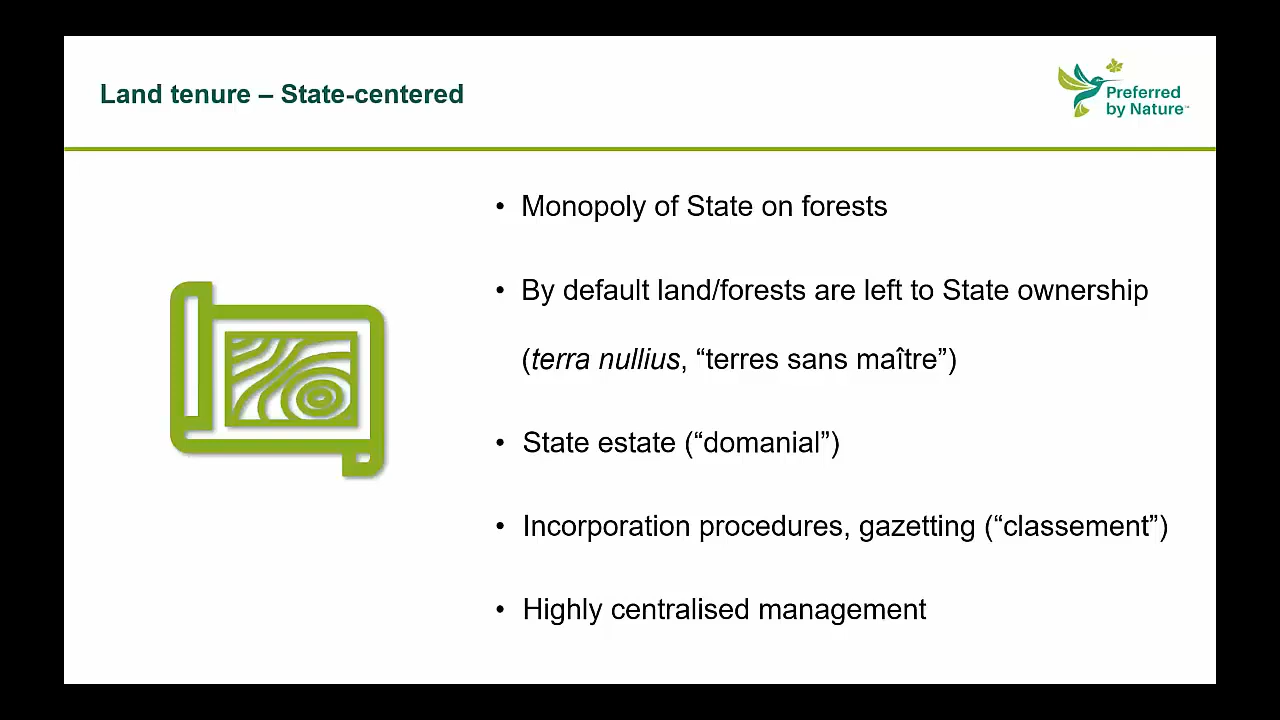 Land tenure – State-centered
Preferred
by Nature™
• Monopoly of State on forests
• By default land/forests are left to State ownership
(terra nullius, “terres sans maître”)
• State estate (“domanial”)
• Incorporation procedures, gazetting (“classement”)
• Highly centralised management